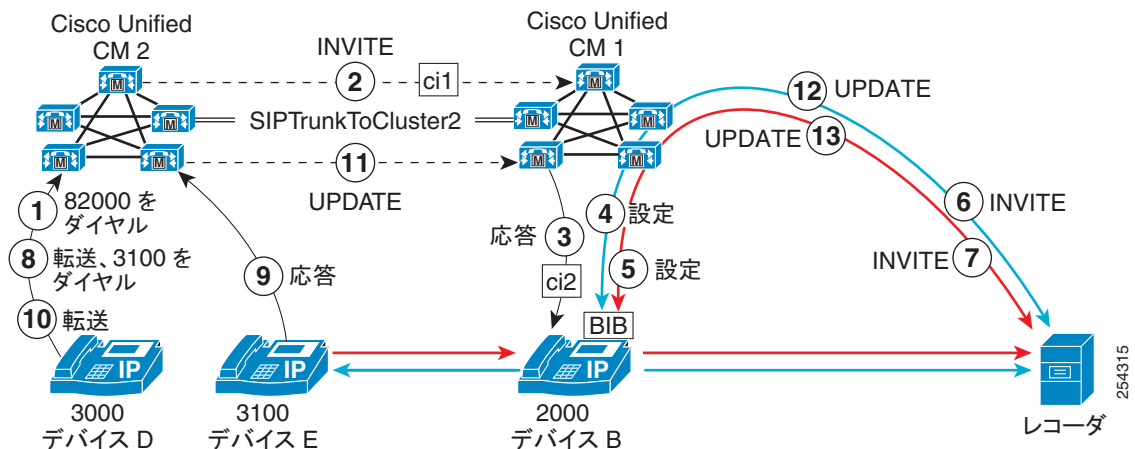 Cisco Unified
CM 2
Cisco Unified
CM 1
INVITE
2
ci1
12 UPDATE
UPDATE 13
SIPTrunkToCluster2
11
UPDATE
M
M
M
M
M
M
M
M
M
M
1 82000 を
ダイヤル
8 転送、3100 を
ダイヤル
10 転送
9 応答
応答 3
ci2
4 設定
5 設定
6 INVITE
INVITE 7
BIB
IP
IP
IP
3000
デバイス D
3100
デバイス E
2000
デバイス B
レコーダ
254315